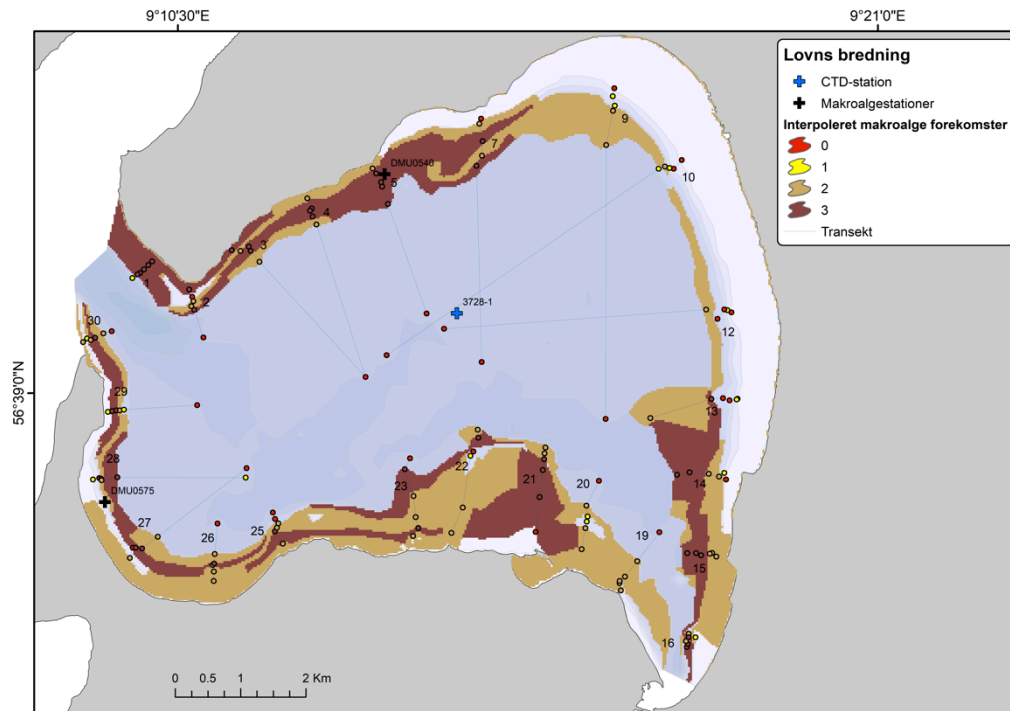 9°10'30"E
9°21'0"E
Lovns bredning
CTD-station
Makroalgestationer
Interpoleret makroalge forekomster
0
1
2
3
Transekt
9
7
10
DMU0546
5
4
3
1
2
3728-1
30
12
56°39'0"N
29
13
28
22
23
21
14
DMU0575
20
27
26
25
19
15
16
0 0.5 1 2 Km